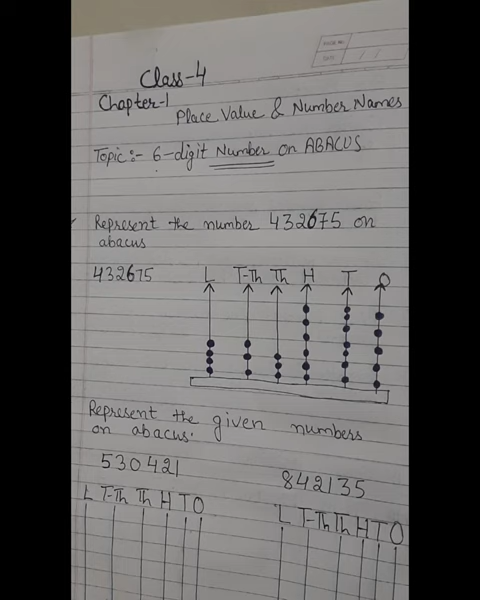 Class-4
Chapter-1
Place Value & Number Names
Topic:- 6-digit Number on ABACUS
Represent the number 432675 on
abacus
432675
L T-Th Th H T O
Represent the given numbers
on abacus.
530421 842135
L T-Th Th H T O
L T-Th Th H T O